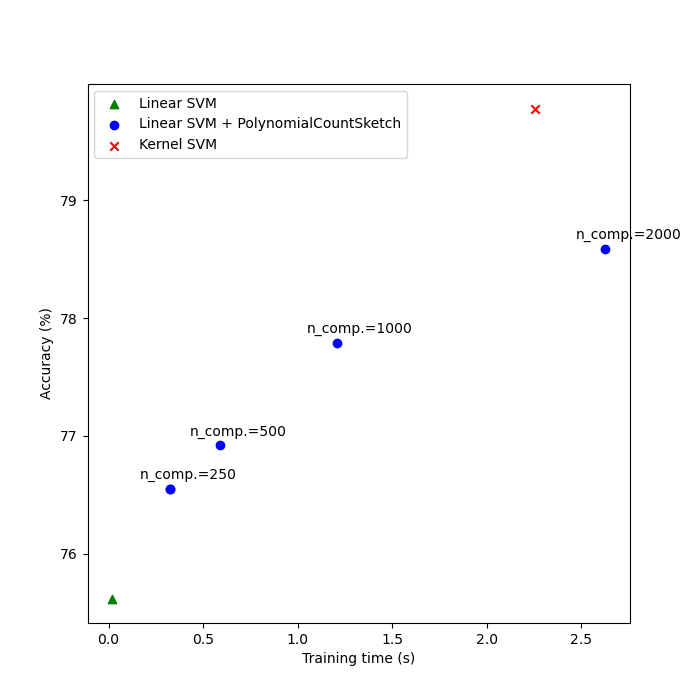 Linear SVM
Linear SVM + PolynomialCountSketch
Kernel SVM
79
n_comp.=2000
78
n_comp.=1000
77
n_comp.=500
n_comp.=250
76
Accuracy (%)
0.0 0.5 1.0 1.5 2.0 2.5
Training time (s)